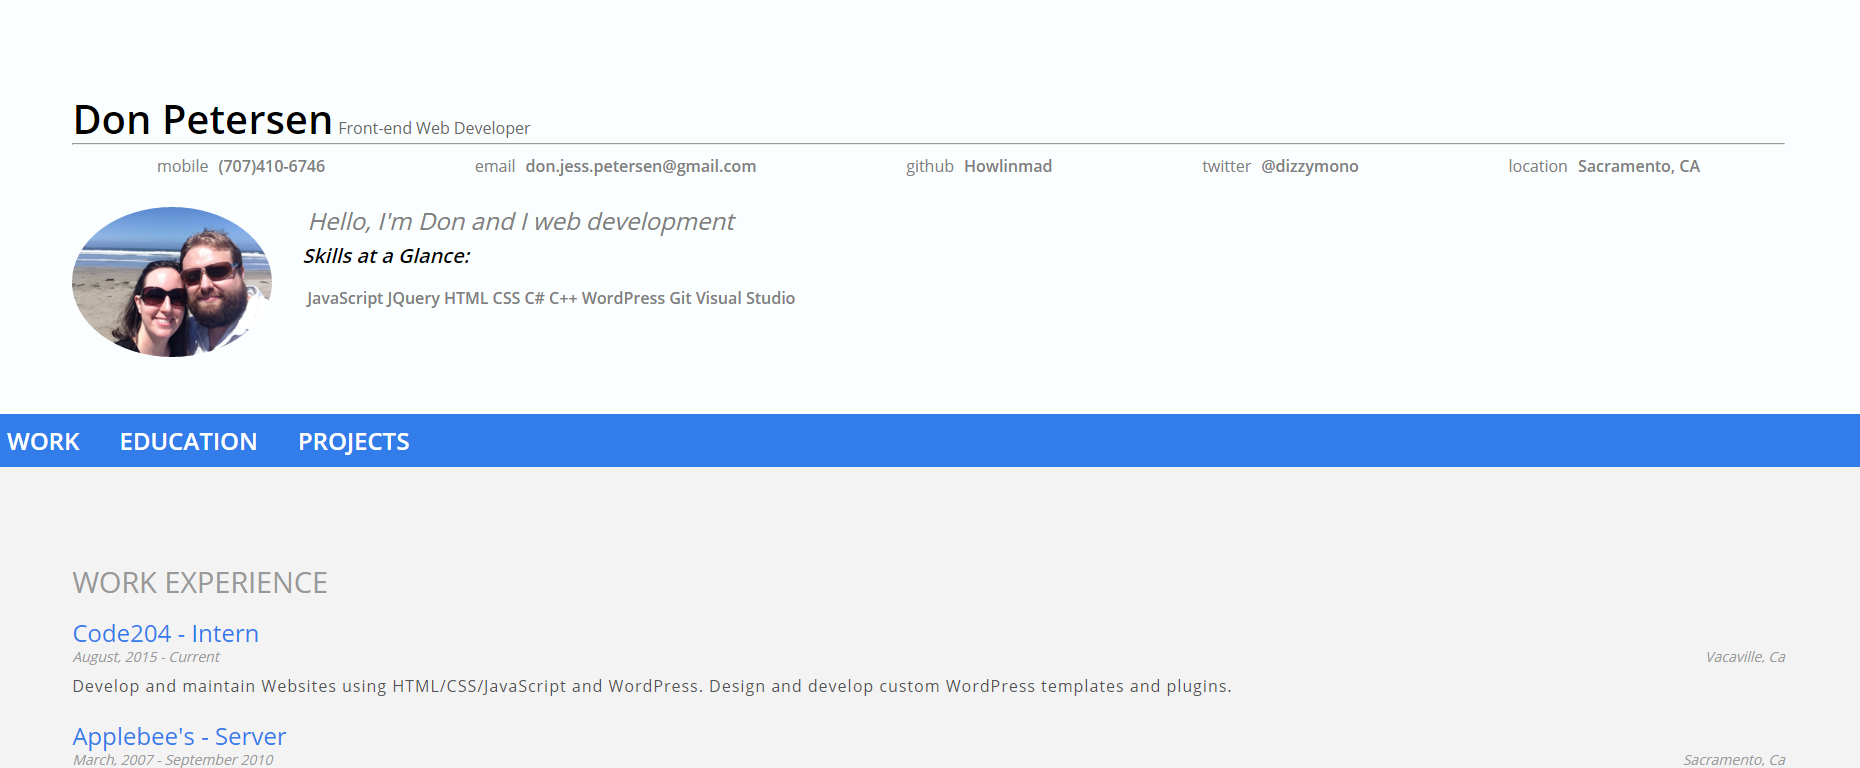 Don Petersen Front-end Web Developer
mobile (707)410-6746 email don.jess.petersen@gmail.com github Howlinmad twitter @dizzymono location Sacramento, CA
Hello, I'm Don and I web development
Skills at a Glance:
JavaScript JQuery HTML CSS C# C++ WordPress Git Visual Studio
WORK EDUCATION PROJECTS
WORK EXPERIENCE
Code204 - Intern
August, 2015 - Current Vacaville, Ca
Develop and maintain Websites using HTML/CSS/JavaScript and WordPress. Design and develop custom WordPress templates and plugins.
Applebee's - Server
March, 2007 - September 2010 Sacramento, Ca